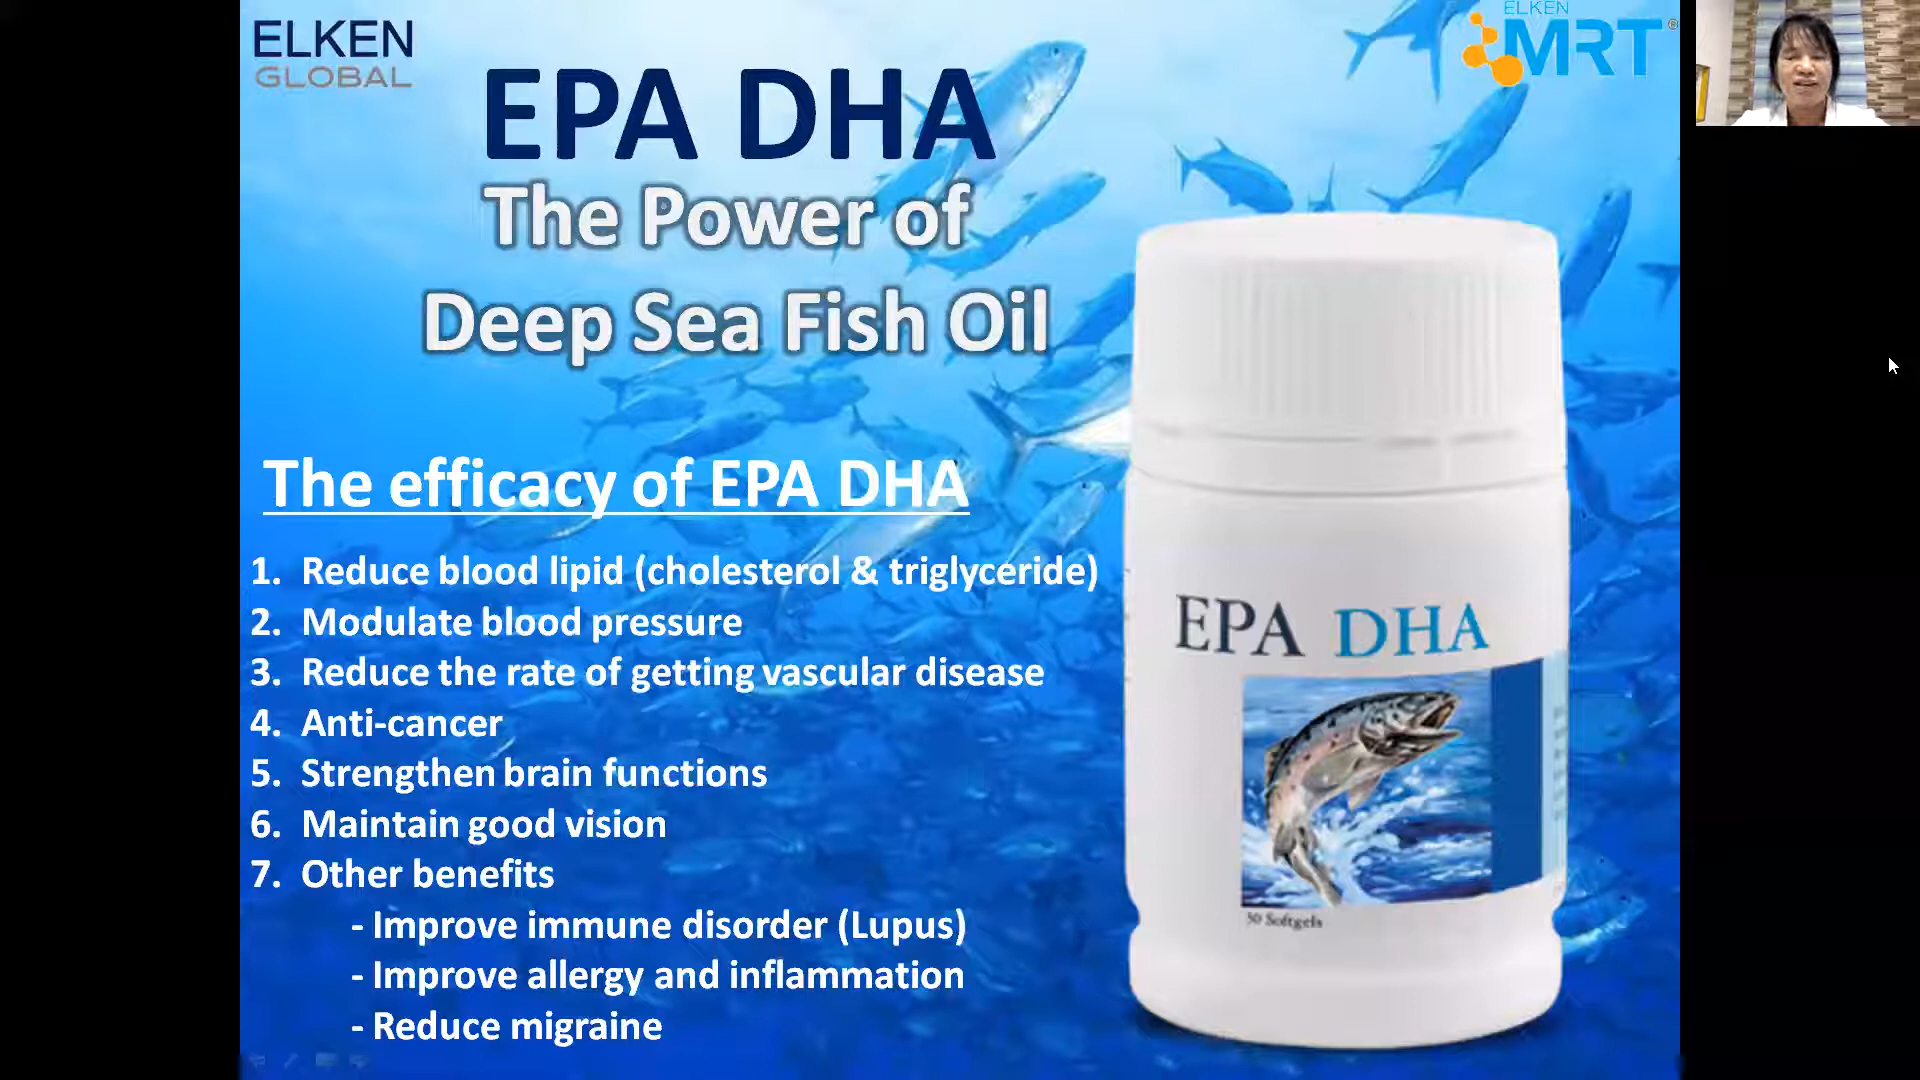 ELKEN
GLOBAL
ELKEN
MRT®
EPA DHA
The Power of
Deep Sea Fish Oil
The efficacy of EPA DHA
1. Reduce blood lipid (cholesterol & triglyceride)
2. Modulate blood pressure
3. Reduce the rate of getting vascular disease
4. Anti-cancer
5. Strengthen brain functions
6. Maintain good vision
7. Other benefits
- Improve immune disorder (Lupus)
- Improve allergy and inflammation
- Reduce migraine
EPA DHA
Softgels